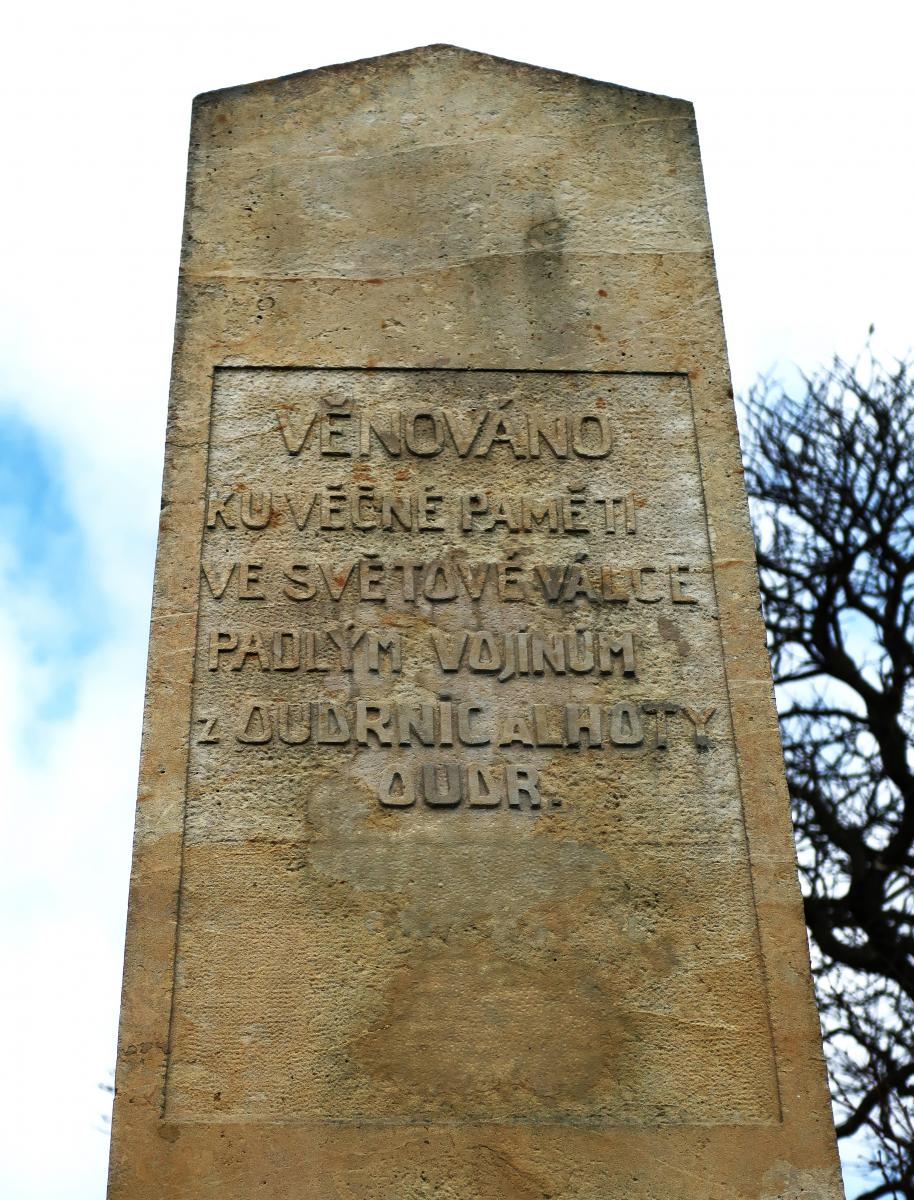 VĚNOVÁNO
KU VĚČNÉ PAMĚTI
VE SVĚTOVÉ VÁLCE
PADLÝM VOJÍNŮM
Z OUDRNIC A LHOTY
OUDR.